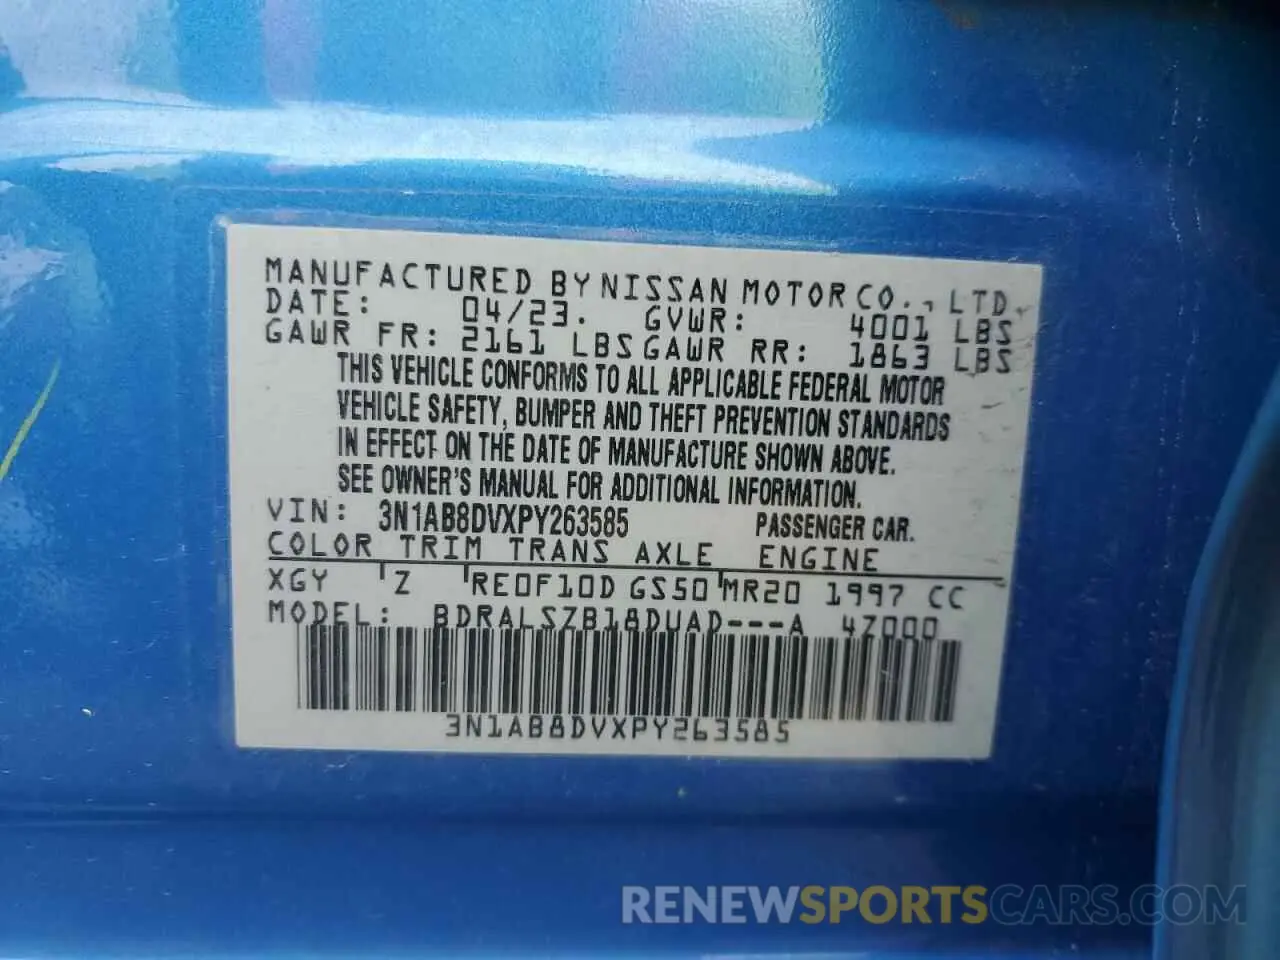 MANUFACTURED BY NISSAN MOTOR CO., LTD.
DATE: 04/23. GVWR: 4001 LBS
GAWR FR: 2161 LBS GAWR RR: 1863 LBS
THIS VEHICLE CONFORMS TO ALL APPLICABLE FEDERAL MOTOR
VEHICLE SAFETY, BUMPER AND THEFT PREVENTION STANDARDS
IN EFFECT ON THE DATE OF MANUFACTURE SHOWN ABOVE.
SEE OWNER'S MANUAL FOR ADDITIONAL INFORMATION.
VIN: 3N1AB8DVXPY263585 PASSENGER CAR.
COLOR TRIM TRANS AXLE ENGINE
XGY Z RE0F10D GS50 MR20 1997 CC
MODEL: BDRALSZB18DUAD---A 4Z000
3N1AB8DVXPY263585
RENEWSPORTSCARS.COM